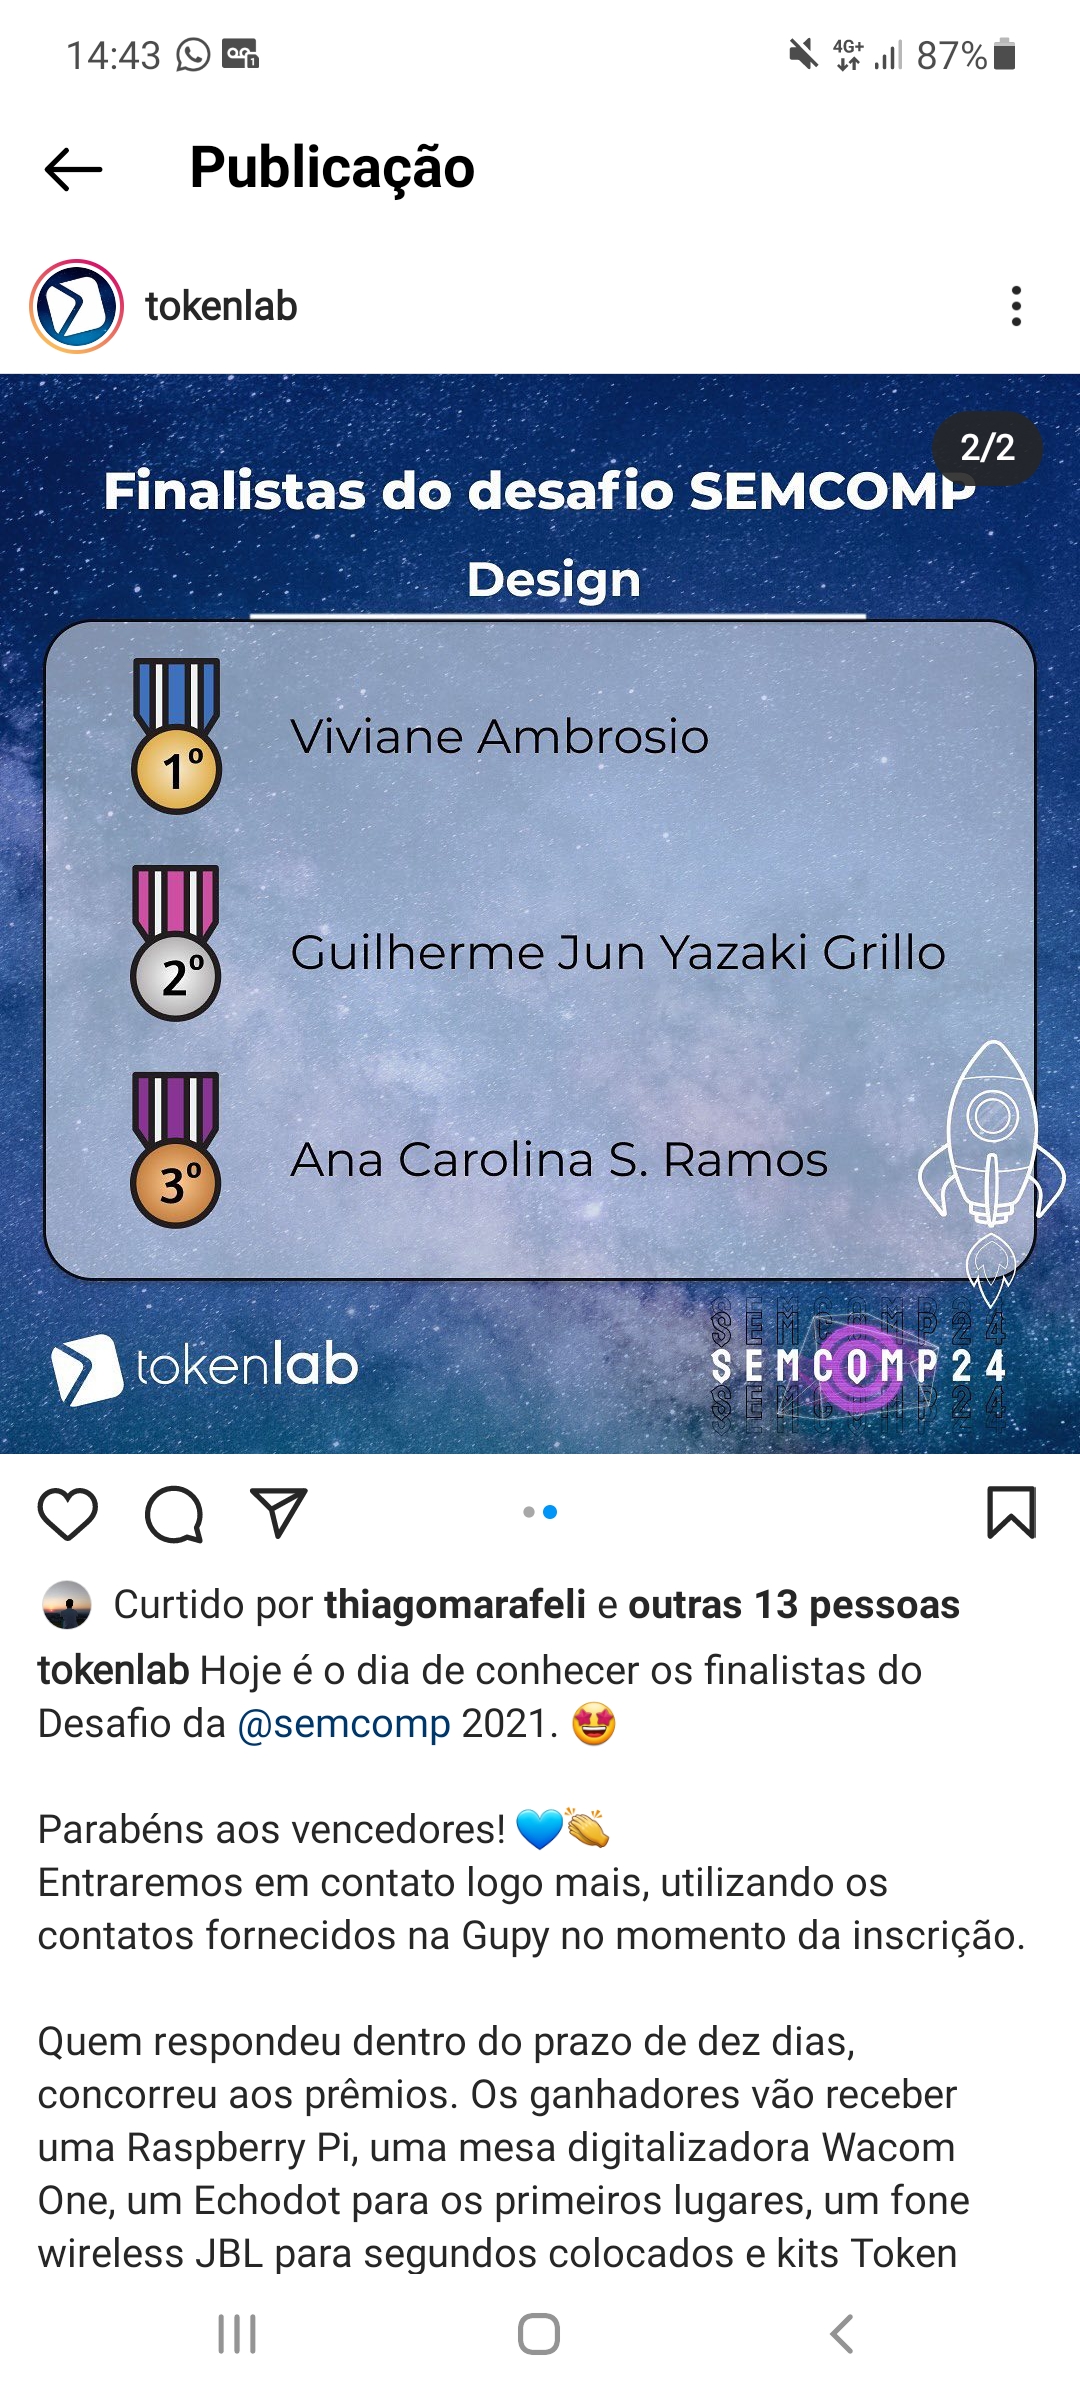 14:43
4G+ 87%
Publicação
tokenlab
2/2
Finalistas do desafio SEMCOMP
Design
1º Viviane Ambrosio
2º Guilherme Jun Yazaki Grillo
3º Ana Carolina S. Ramos
SEMCOMP24
tokenlab SEMCOMP24
SEMCOMP24
Curtido por thiagomarafeli e outras 13 pessoas
tokenlab Hoje é o dia de conhecer os finalistas do
Desafio da @semcomp 2021. 🤩
Parabéns aos vencedores! 💙👏
Entraremos em contato logo mais, utilizando os
contatos fornecidos na Gupy no momento da inscrição.
Quem respondeu dentro do prazo de dez dias,
concorreu aos prêmios. Os ganhadores vão receber
uma Raspberry Pi, uma mesa digitalizadora Wacom
One, um Echodot para os primeiros lugares, um fone
wireless JBL para segundos colocados e kits Token